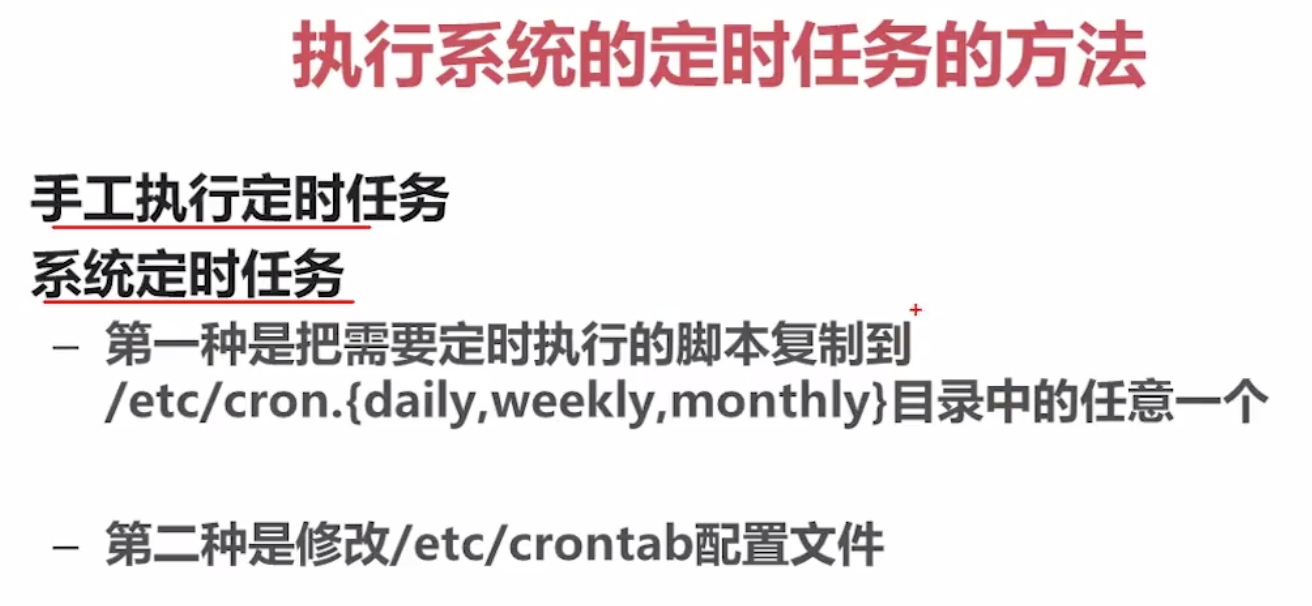 执行系统的定时任务的方法
手工执行定时任务
系统定时任务
– 第一种是把需要定时执行的脚本复制到
/etc/cron.{daily,weekly,monthly}目录中的任意一个
– 第二种是修改/etc/crontab配置文件